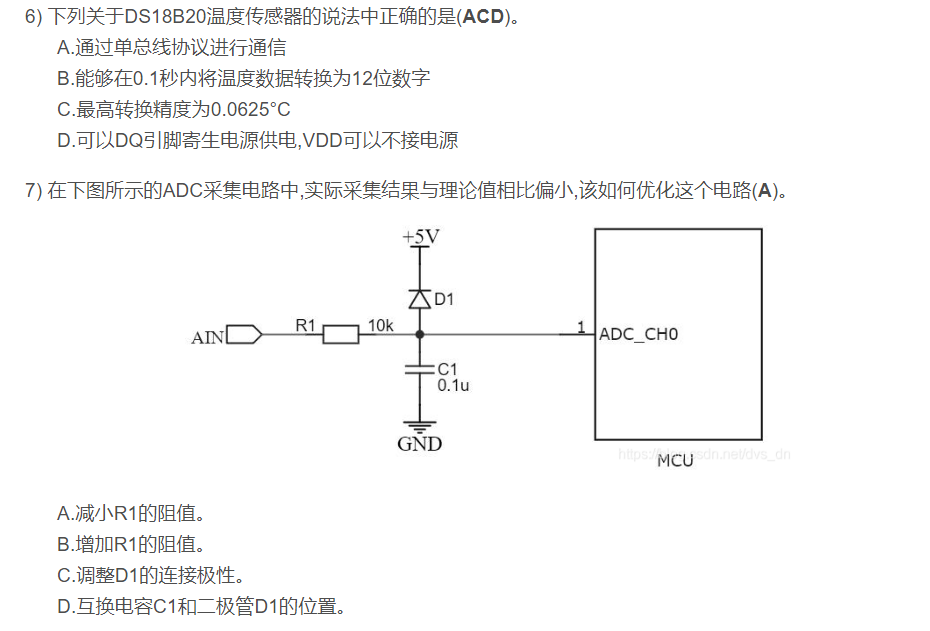 6) 下列关于DS18B20温度传感器的说法中正确的是(ACD)。
A.通过单总线协议进行通信
B.能够在0.1秒内将温度数据转换为12位数字
C.最高转换精度为0.0625°C
D.可以DQ引脚寄生电源供电,VDD可以不接电源
7) 在下图所示的ADC采集电路中,实际采集结果与理论值相比偏小,该如何优化这个电路(A)。
+5V
D1
R1 10k
AIN
1 ADC_CH0
C1
0.1u
GND
MCU
A.减小R1的阻值。
B.增加R1的阻值。
C.调整D1的连接极性。
D.互换电容C1和二极管D1的位置。